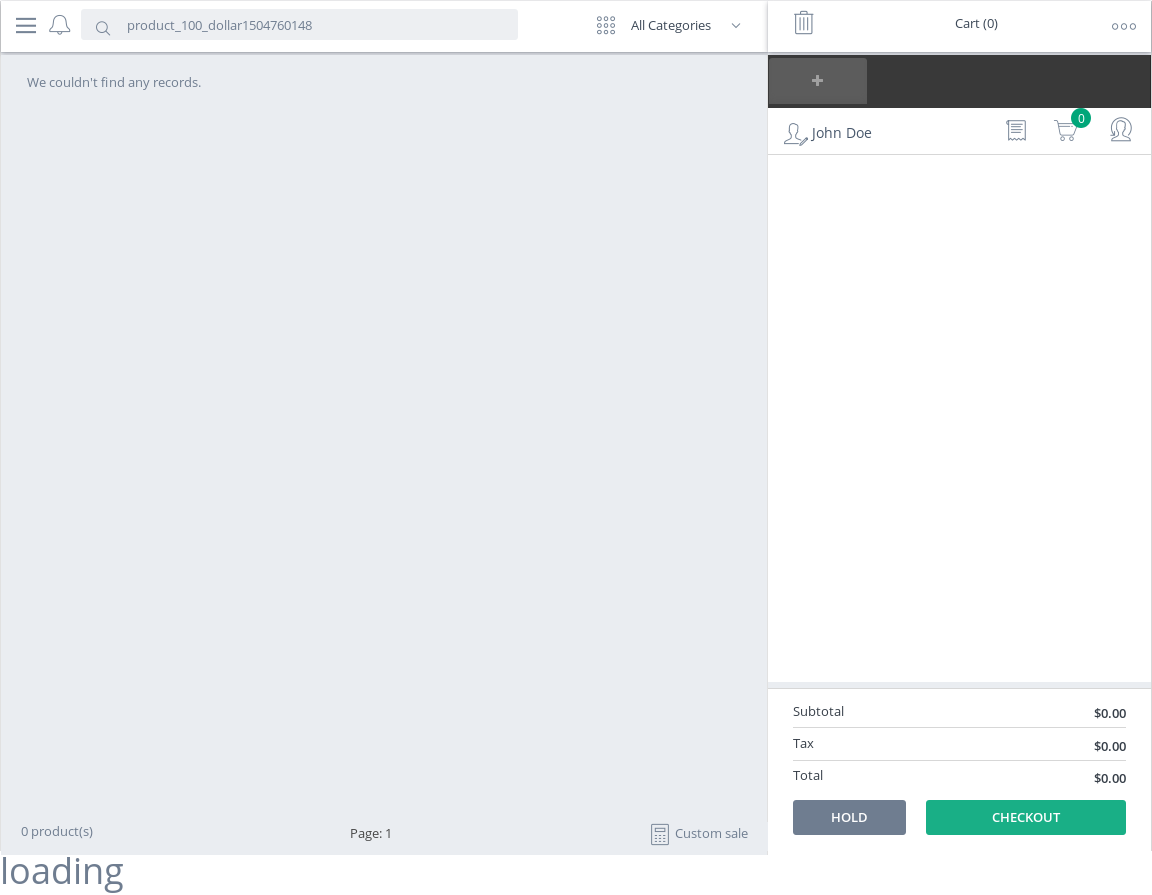 product_100_dollar1504760148
All Categories
Cart (0)
We couldn't find any records.
+
John Doe
0
Subtotal $0.00
Tax $0.00
Total $0.00
HOLD CHECKOUT
0 product(s)
Page: 1
Custom sale
loading